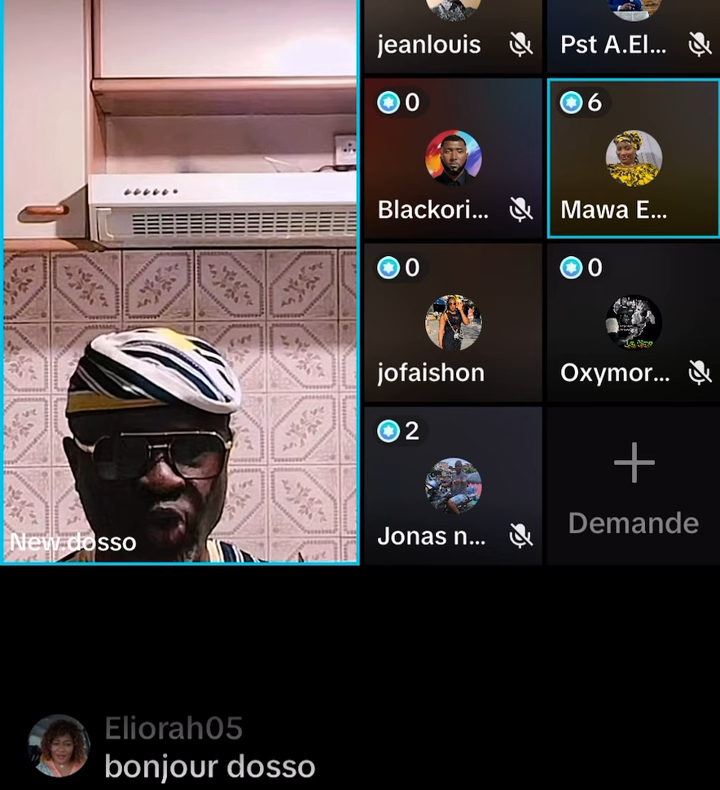 jeanlouis
Pst A.El...
0
6
Blackori...
Mawa E...
0
0
jofaishon
Oxymor...
2
Jonas n...
Demande
New.dosso
Eliorah05
bonjour dosso